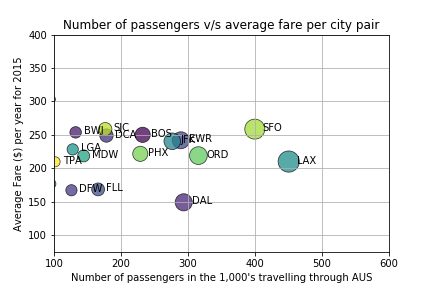 Number of passengers v/s average fare per city pair
Average Fare ($) per year for 2015
400
350
300
250
200
150
100
BWI
SJC
DCA
BOS
JFK
EWR
SFO
LGA
MDW
PHX
ORD
TPA
LAX
DFW
FLL
DAL
100 200 300 400 500 600
Number of passengers in the 1,000's travelling through AUS